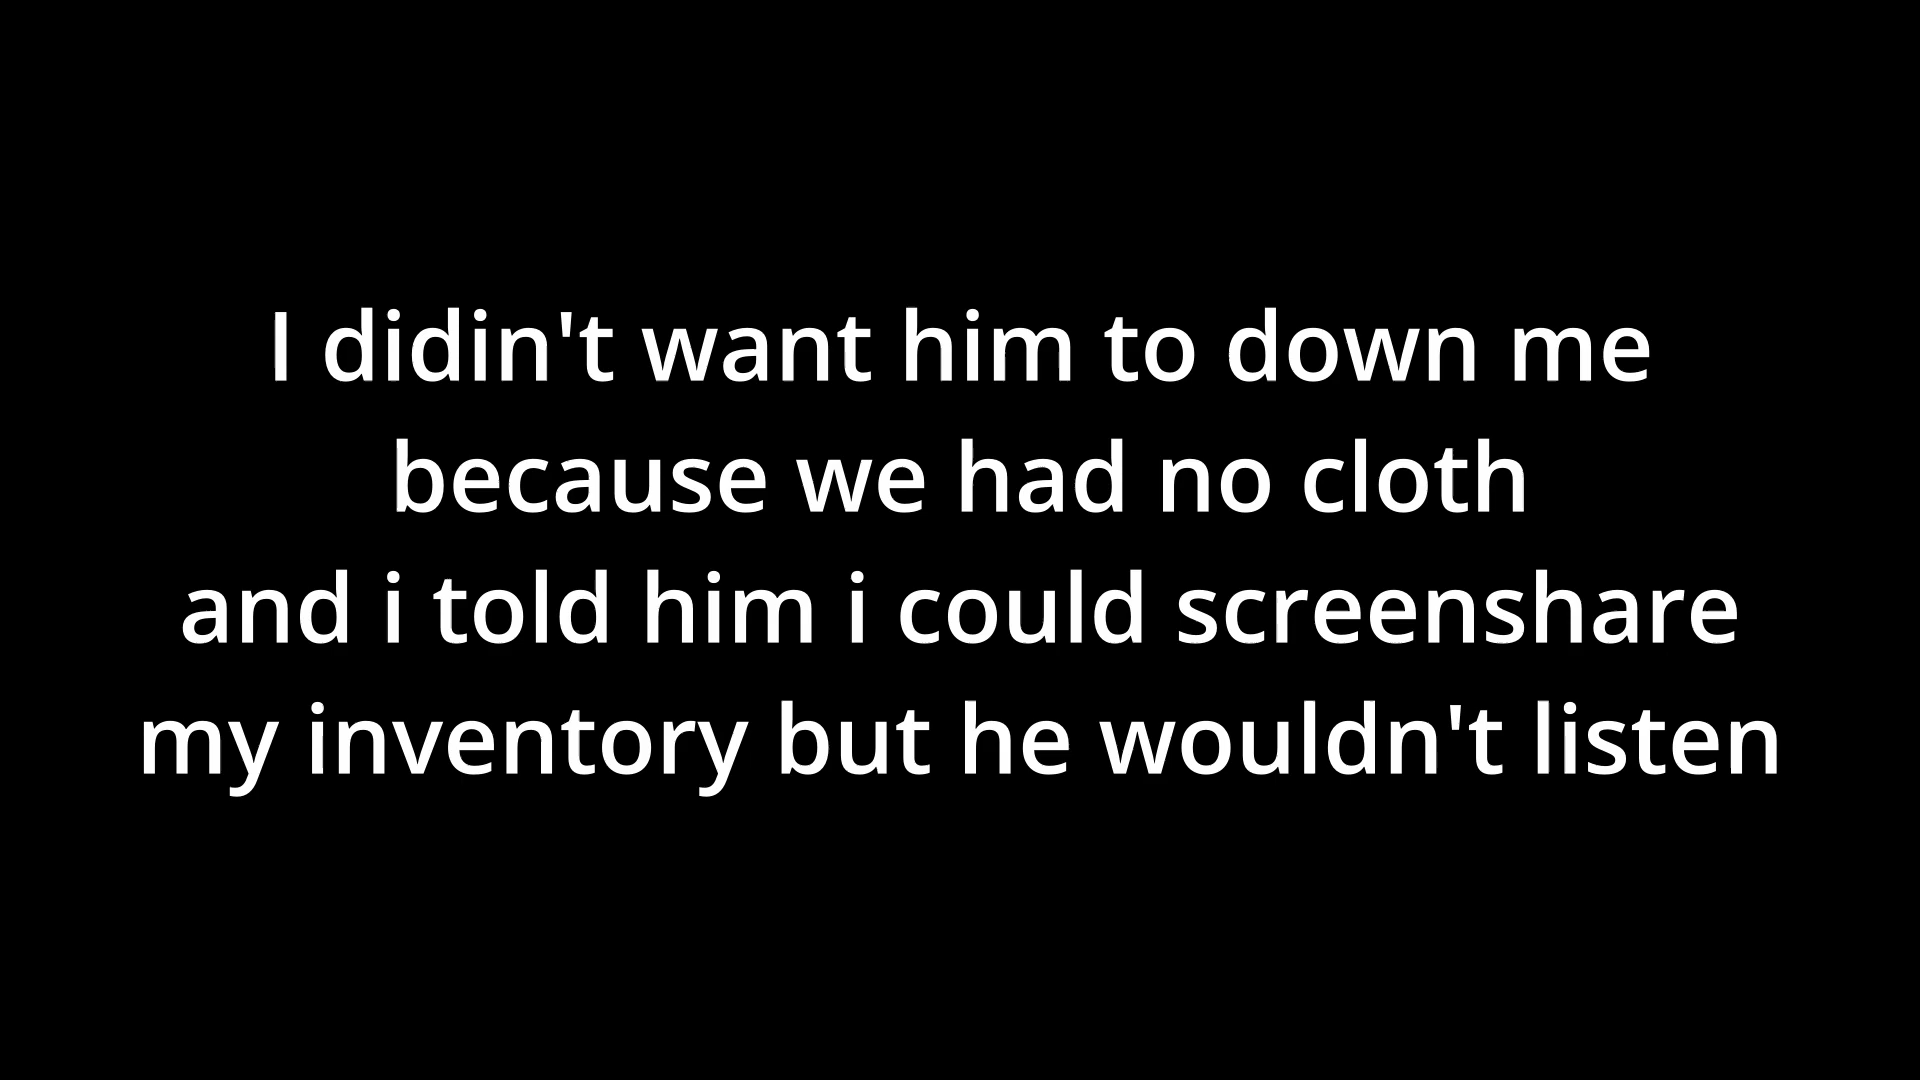 I didin't want him to down me
because we had no cloth
and i told him i could screenshare
my inventory but he wouldn't listen